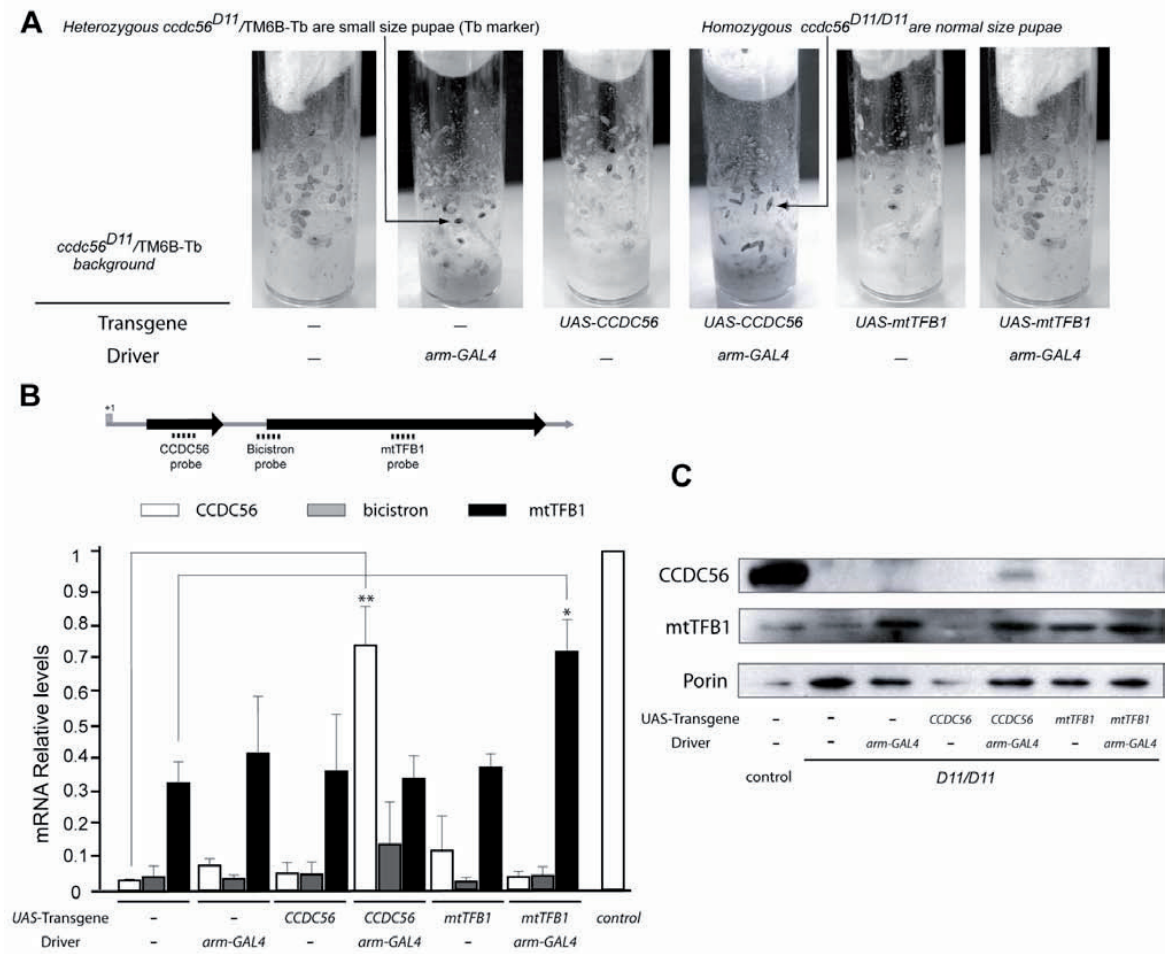 A
Heterozygous ccdc56D11/TM6B-Tb are small size pupae (Tb marker)
Homozygous ccdc56D11/D11 are normal size pupae
ccdc56D11/TM6B-Tb
background
Transgene – – UAS-CCDC56 UAS-CCDC56 UAS-mtTFB1 UAS-mtTFB1
Driver – arm-GAL4 – arm-GAL4 – arm-GAL4
B
+1
CCDC56 probe
Bicistron probe
mtTFB1 probe
CCDC56 bicistron mtTFB1
mRNA Relative levels
1
0.9
0.8
0.7
0.6
0.5
0.4
0.3
0.2
0.1
0
** *
UAS-Transgene - - CCDC56 CCDC56 mtTFB1 mtTFB1 control
Driver - arm-GAL4 - arm-GAL4 - arm-GAL4
C
CCDC56
mtTFB1
Porin
UAS-Transgene - - - CCDC56 CCDC56 mtTFB1 mtTFB1
Driver - - arm-GAL4 - arm-GAL4 - arm-GAL4
control D11/D11